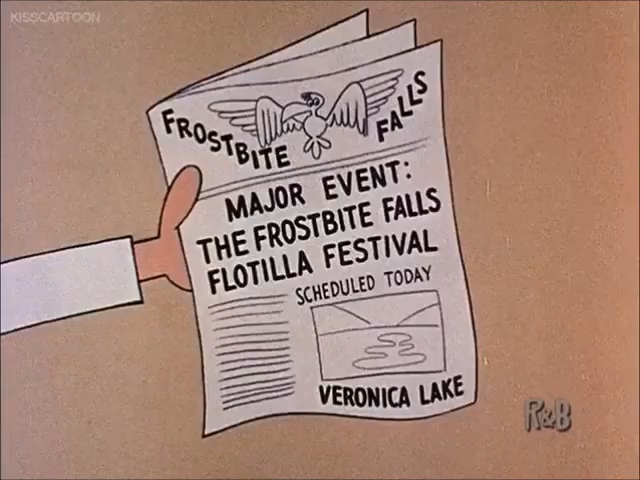 KISSCARTOON
FROSTBITE FALLS
MAJOR EVENT:
THE FROSTBITE FALLS
FLOTILLA FESTIVAL
SCHEDULED TODAY
VERONICA LAKE
R&B